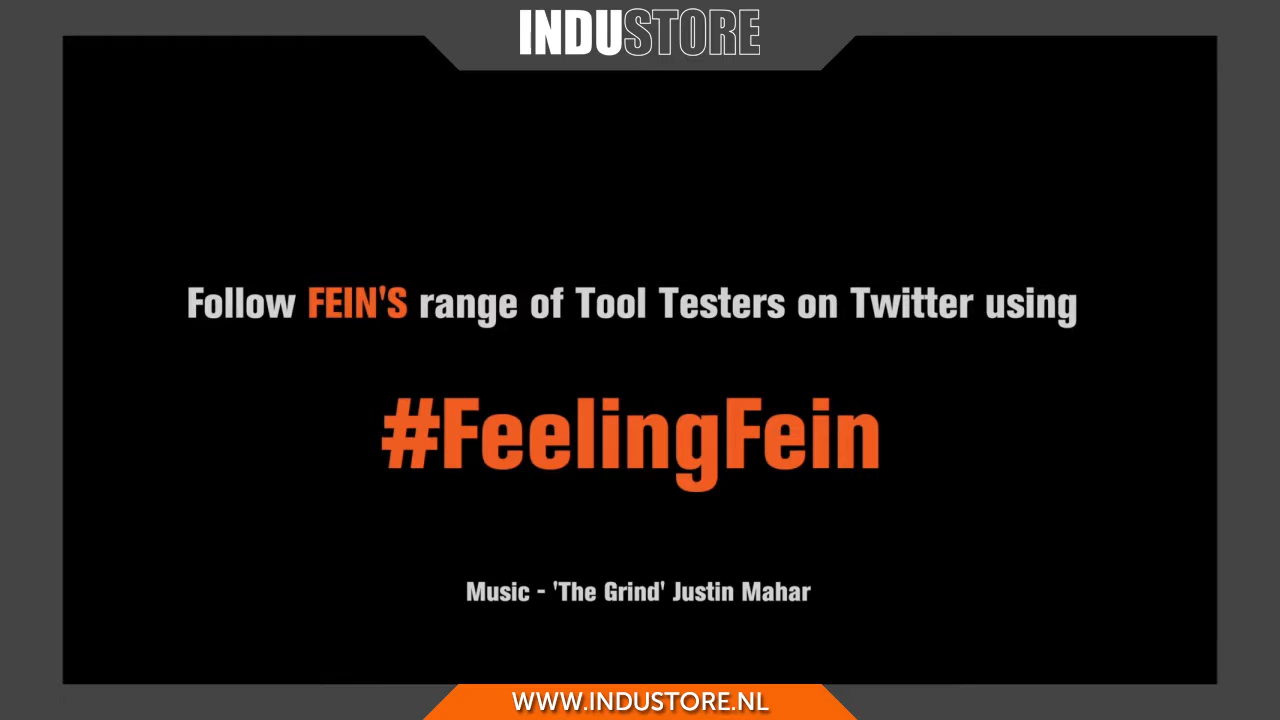 INDUSTORE
Follow FEIN'S range of Tool Testers on Twitter using
#FeelingFein
Music - 'The Grind' Justin Mahar
WWW.INDUSTORE.NL